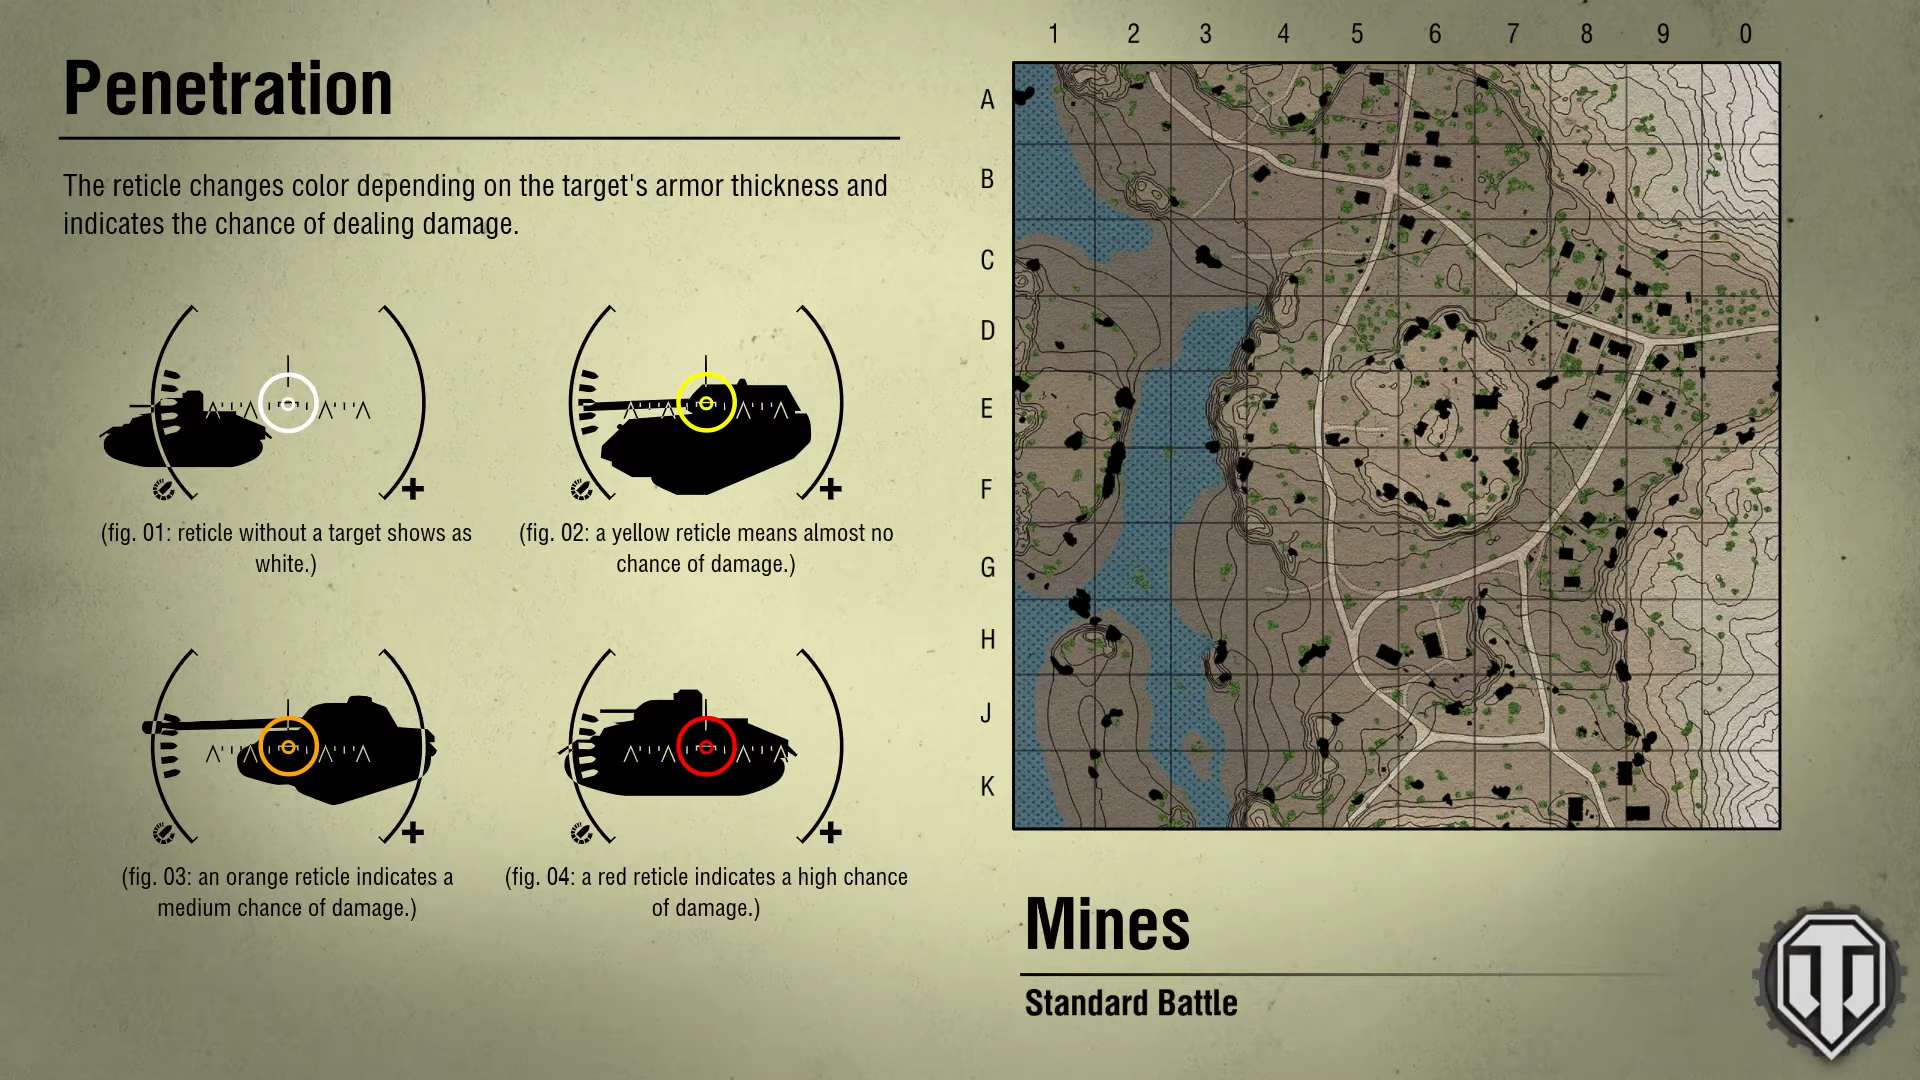 Penetration
The reticle changes color depending on the target's armor thickness and
indicates the chance of dealing damage.
(fig. 01: reticle without a target shows as
white.)
(fig. 02: a yellow reticle means almost no
chance of damage.)
(fig. 03: an orange reticle indicates a
medium chance of damage.)
(fig. 04: a red reticle indicates a high chance
of damage.)
1 2 3 4 5 6 7 8 9 0
A
B
C
D
E
F
G
H
J
K
Mines
Standard Battle